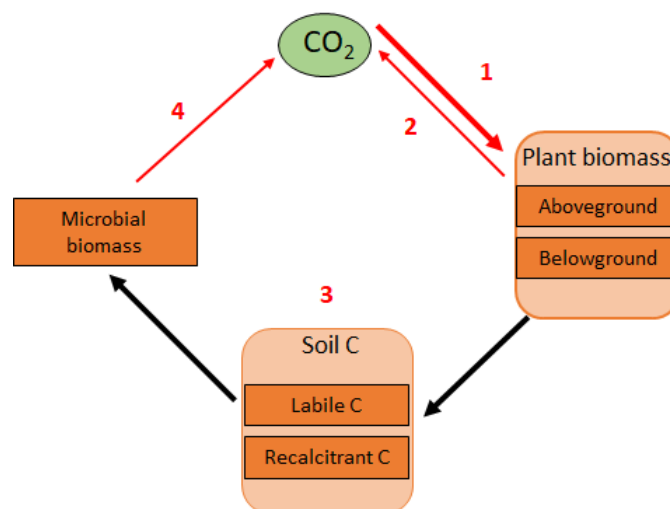 CO₂
1
4
2
Plant biomass
Aboveground
Microbial
biomass
Belowground
3
Soil C
Labile C
Recalcitrant C